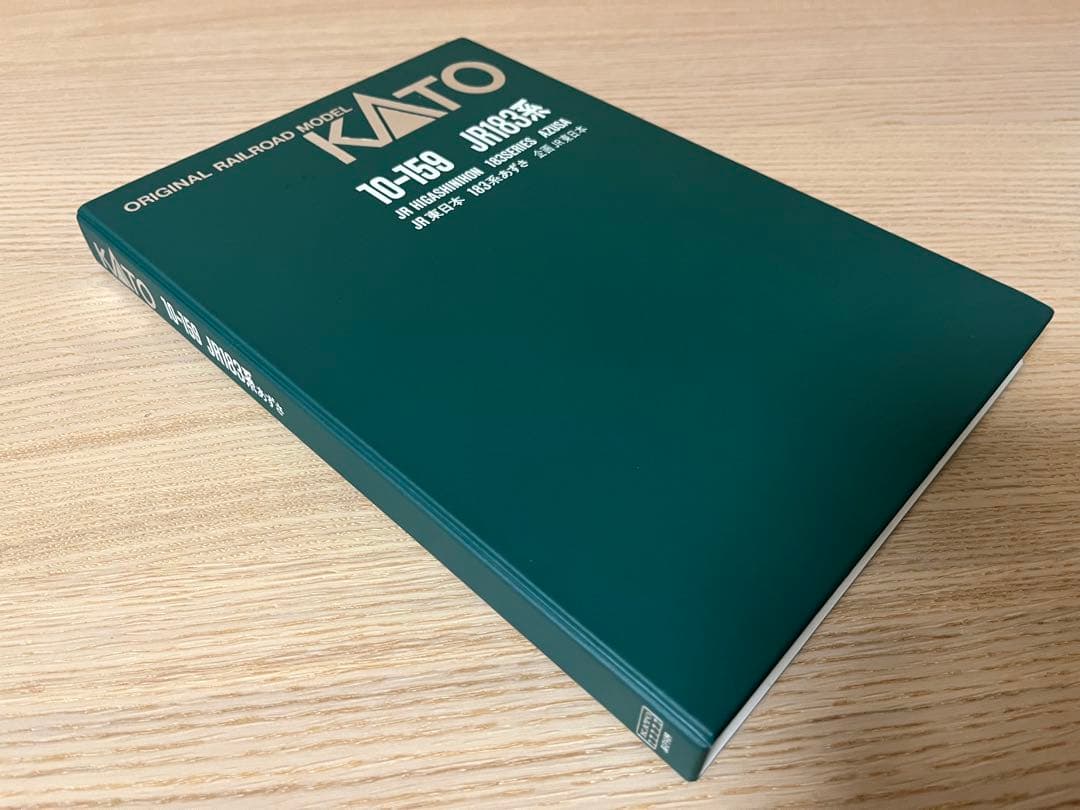 ORIGINAL RAILROAD MODEL
KATO
10-159 JR183系
JR HIGASHINIHON 183SERIES AZUSA
JR東日本 183系あずさ 企画 JR東日本
KATO 10-159 JR183系 あずさ